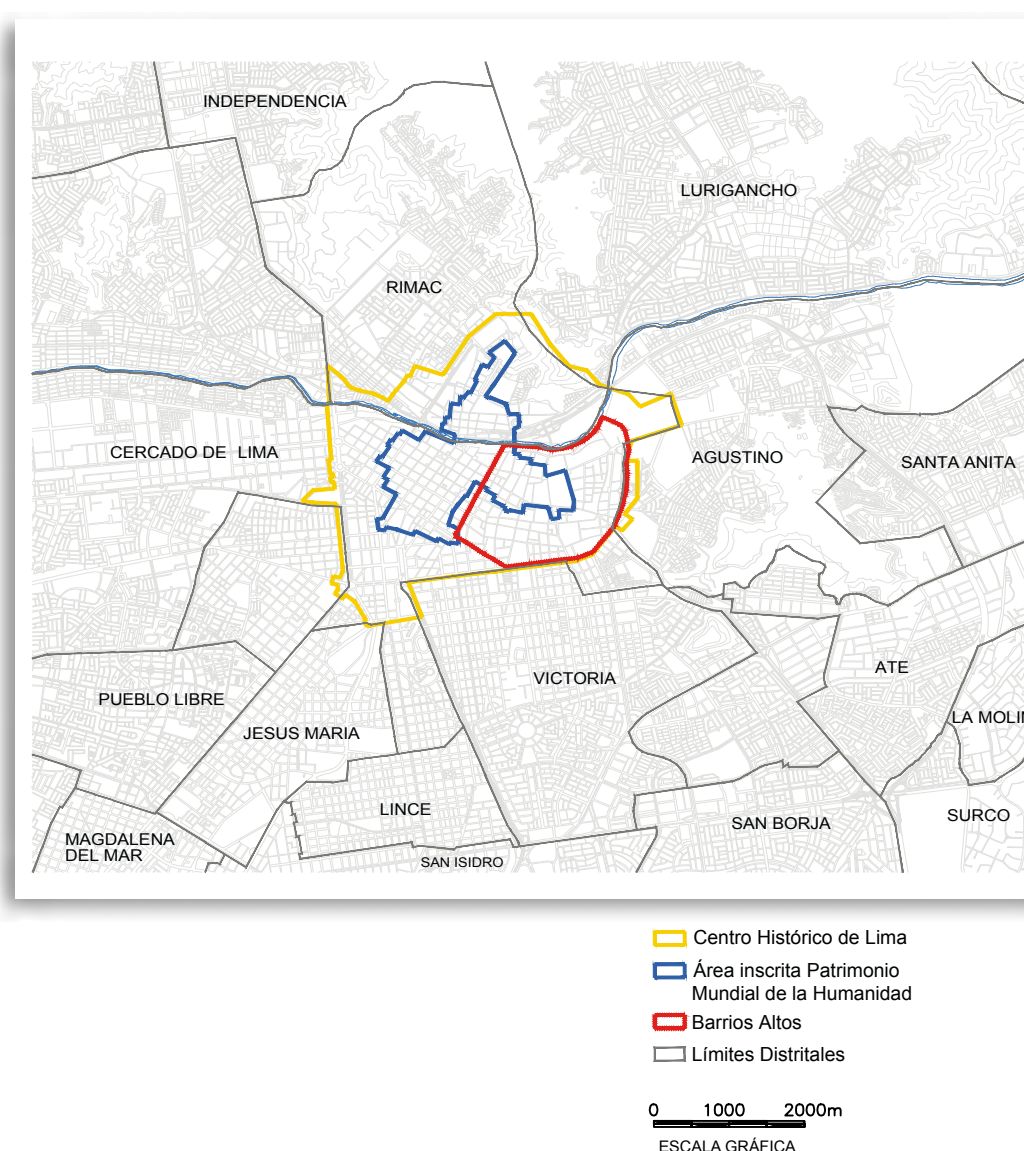 INDEPENDENCIA
LURIGANCHO
RIMAC
CERCADO DE LIMA
AGUSTINO
SANTA ANITA
VICTORIA
ATE
PUEBLO LIBRE
LA MOLIN
JESUS MARIA
LINCE
SURCO
SAN BORJA
MAGDALENA
DEL MAR
SAN ISIDRO
Centro Histórico de Lima
Área inscrita Patrimonio
Mundial de la Humanidad
Barrios Altos
Límites Distritales
0 1000 2000m
ESCALA GRÁFICA